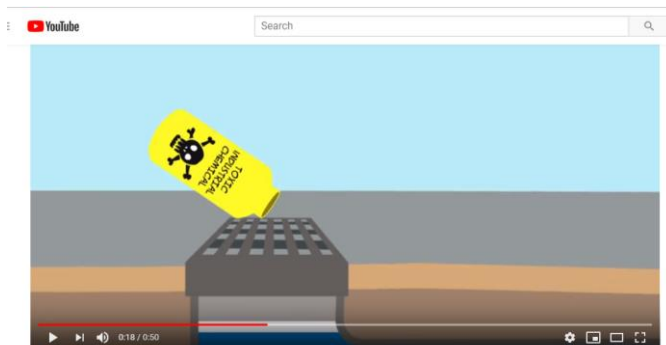 YouTube
Search
TOXIC
INDUSTRIAL
CHEMICAL
0:18 / 0:50